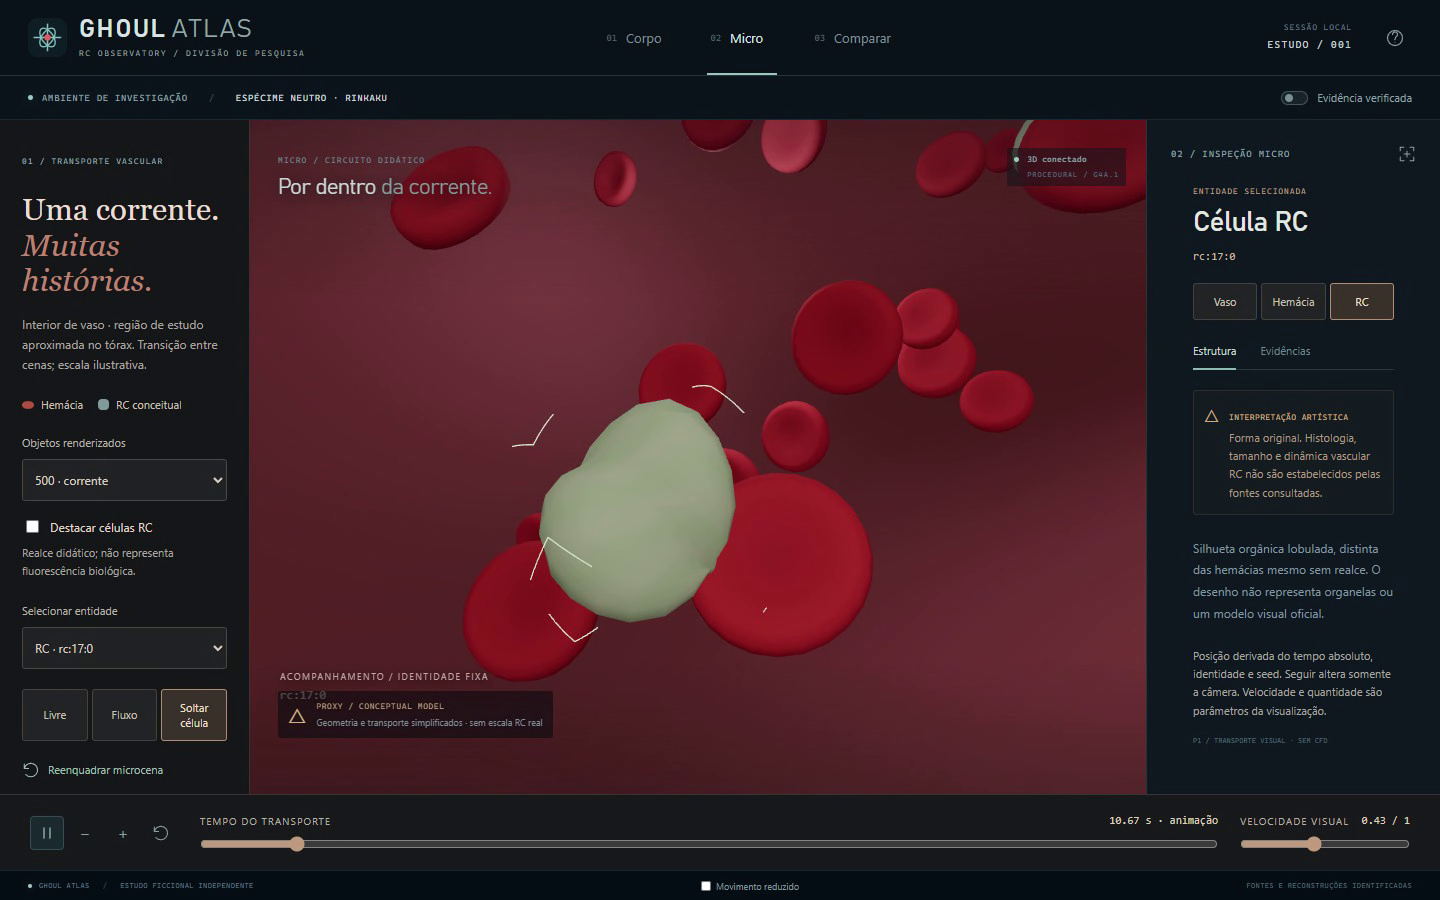 GHOUL ATLAS
RC OBSERVATORY / DIVISÃO DE PESQUISA
01 Corpo
02 Micro
03 Comparar
SESSÃO LOCAL
ESTUDO / 001
AMBIENTE DE INVESTIGAÇÃO / ESPÉCIME NEUTRO · RINKAKU
Evidência verificada
01 / TRANSPORTE VASCULAR
Uma corrente.
Muitas
histórias.
Interior de vaso · região de estudo
aproximada no tórax. Transição entre
cenas; escala ilustrativa.
Hemácia
RC conceitual
Objetos renderizados
500 · corrente
Destacar células RC
Realce didático; não representa
fluorescência biológica.
Selecionar entidade
RC · rc:17:0
Livre
Fluxo
Soltar
célula
Reenquadrar microcena
MICRO / CIRCUITO DIDÁTICO
Por dentro da corrente.
3D conectado
PROCEDURAL / G4A.1
ACOMPANHAMENTO / IDENTIDADE FIXA
rc:17:0
PROXY / CONCEPTUAL MODEL
Geometria e transporte simplificados · sem escala RC real
02 / INSPEÇÃO MICRO
ENTIDADE SELECIONADA
Célula RC
rc:17:0
Vaso
Hemácia
RC
Estrutura
Evidências
INTERPRETAÇÃO ARTÍSTICA
Forma original. Histologia,
tamanho e dinâmica vascular
RC não são estabelecidos pelas
fontes consultadas.
Silhueta orgânica lobulada, distinta
das hemácias mesmo sem realce. O
desenho não representa organelas ou
um modelo visual oficial.
Posição derivada do tempo absoluto,
identidade e seed. Seguir altera somente
a câmera. Velocidade e quantidade são
parâmetros da visualização.
P1 / TRANSPORTE VISUAL · SEM CFD
TEMPO DO TRANSPORTE
10.67 s · animação
VELOCIDADE VISUAL 0.43 / 1
GHOUL ATLAS / ESTUDO FICCIONAL INDEPENDENTE
Movimento reduzido
FONTES E RECONSTRUÇÕES IDENTIFICADAS